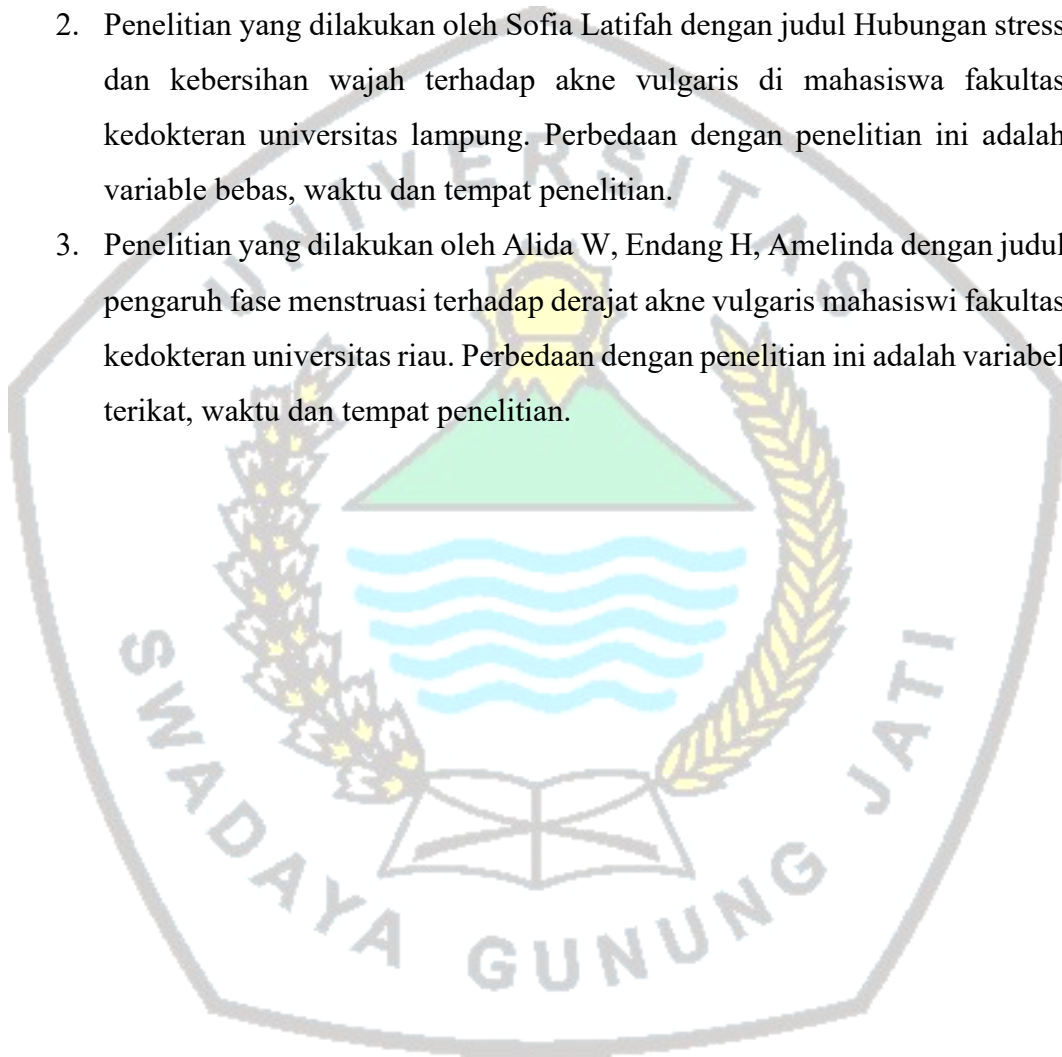 2. Penelitian yang dilakukan oleh Sofia Latifah dengan judul Hubungan stress
dan kebersihan wajah terhadap akne vulgaris di mahasiswa fakultas
kedokteran universitas lampung. Perbedaan dengan penelitian ini adalah
variable bebas, waktu dan tempat penelitian.
3. Penelitian yang dilakukan oleh Alida W, Endang H, Amelinda dengan judul
pengaruh fase menstruasi terhadap derajat akne vulgaris mahasiswi fakultas
kedokteran universitas riau. Perbedaan dengan penelitian ini adalah variabel
terikat, waktu dan tempat penelitian.
UNIVERSITAS
SWADAYA GUNUNG JATI